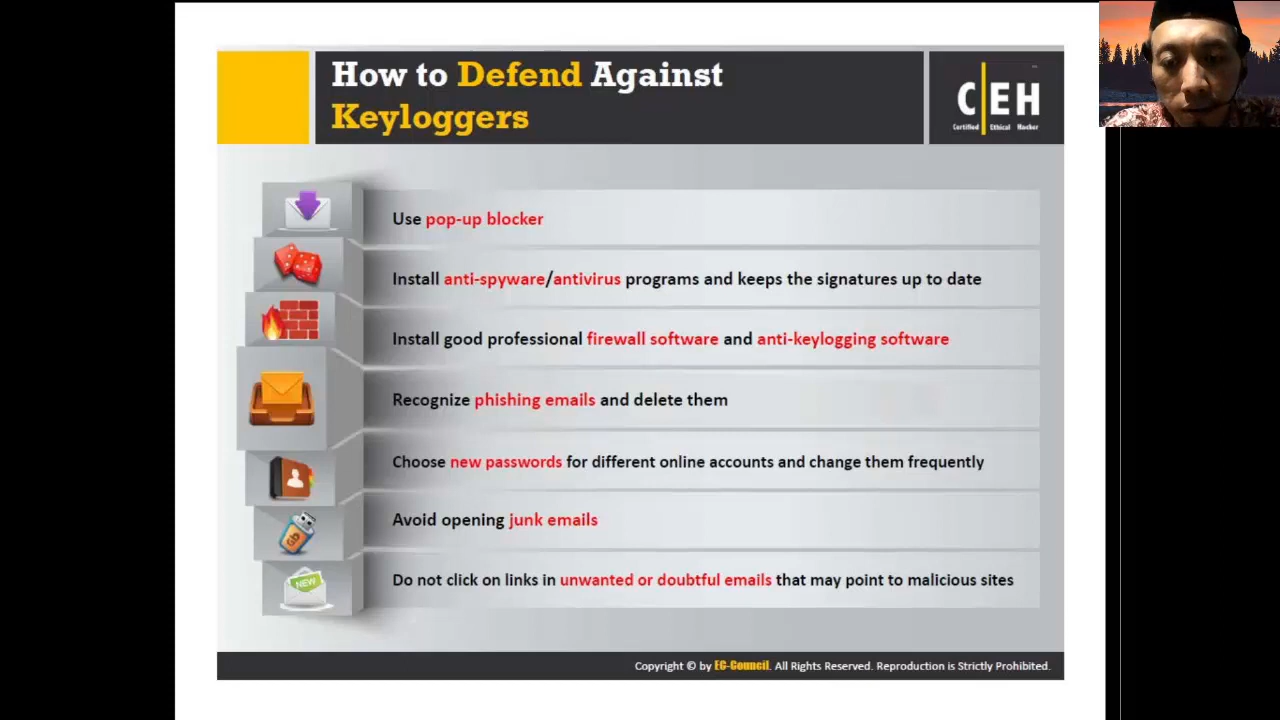 How to Defend Against
Keyloggers
C|EH
Certified Ethical Hacker
Use pop-up blocker
Install anti-spyware/antivirus programs and keeps the signatures up to date
Install good professional firewall software and anti-keylogging software
Recognize phishing emails and delete them
Choose new passwords for different online accounts and change them frequently
Avoid opening junk emails
Gb
NEW
Do not click on links in unwanted or doubtful emails that may point to malicious sites
Copyright © by EC-Council. All Rights Reserved. Reproduction is Strictly Prohibited.